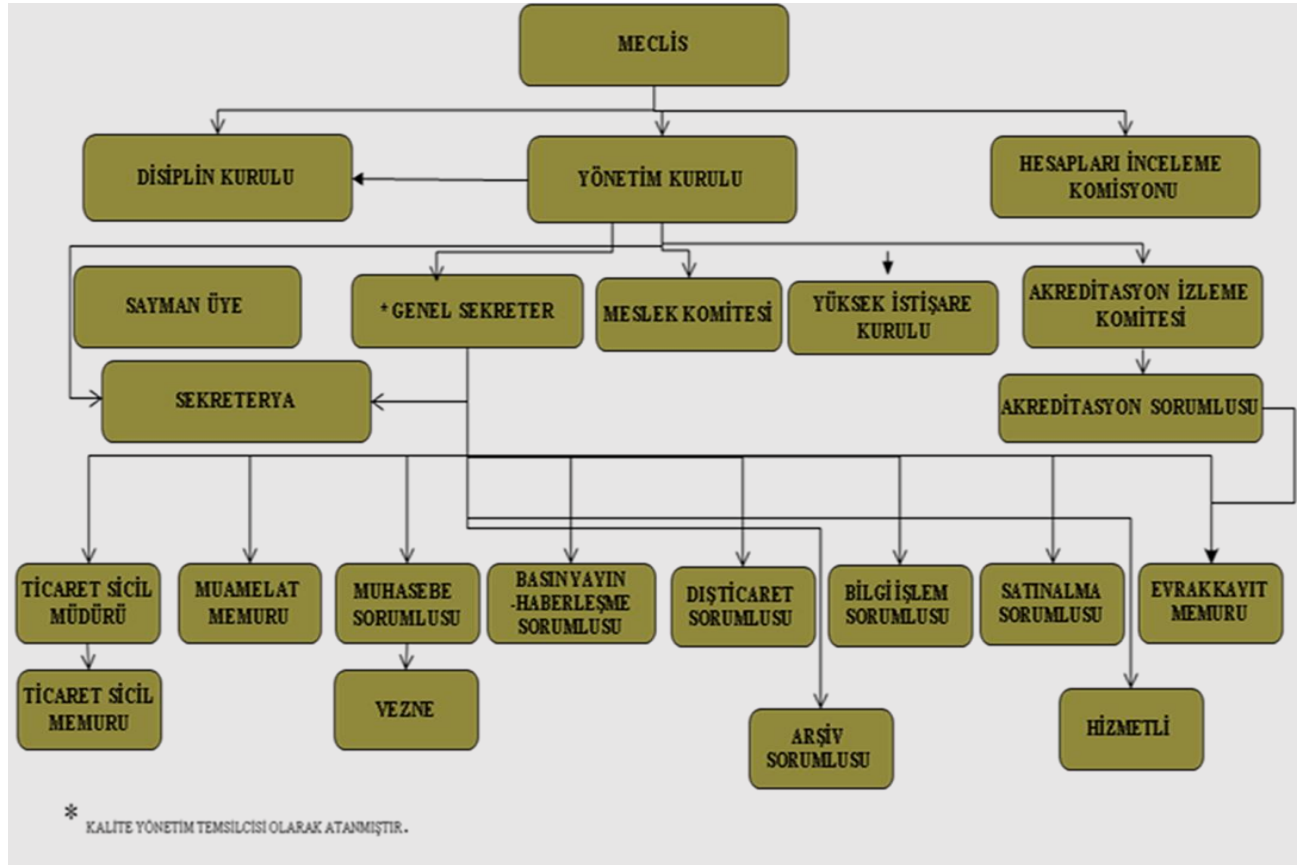 MECLİS
DİSİPLİN KURULU
YÖNETİM KURULU
HESAPLARI İNCELEME
KOMİSYONU
SAYMAN ÜYE
*GENEL SEKRETER
MESLEK KOMİTESİ
YÜKSEK İSTİŞARE
KURULU
AKREDİTASYON İZLEME
KOMİTESİ
SEKRETERYA
AKREDİTASYON SORUMLUSU
TİCARET SİCİL
MÜDÜRÜ
MUAMELAT
MEMURU
MUHASEBE
SORUMLUSU
BASINYAYIN
-HABERLEŞME
SORUMLUSU
DIŞTİCARET
SORUMLUSU
BİLGİİŞLEM
SORUMLUSU
SATINALMA
SORUMLUSU
EVRAKKAYIT
MEMURU
TİCARET SİCİL
MEMURU
VEZNE
ARŞİV
SORUMLUSU
HİZMETLİ
* KALİTE YÖNETİM TEMSİLCİSİ OLARAK ATANMIŞTIR.